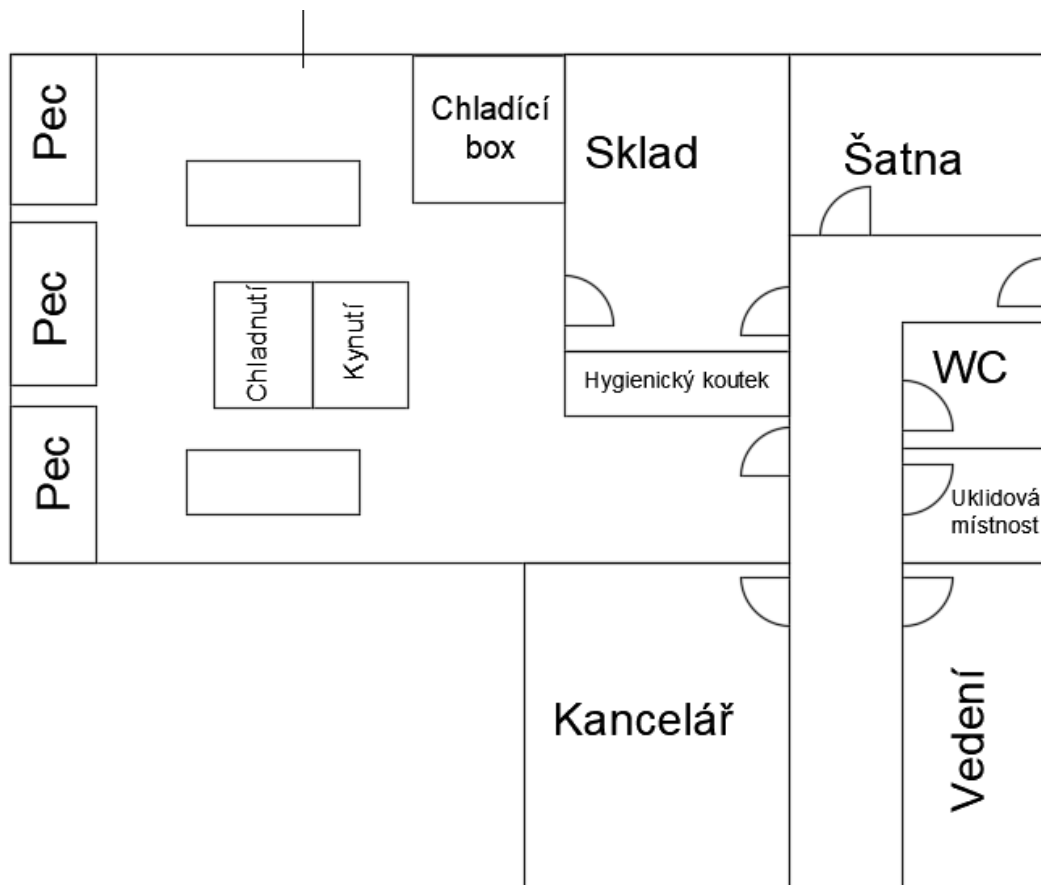 Pec
Chladící
box
Sklad
Šatna
Pec
Chladnutí
Kynutí
Hygienický koutek
WC
Pec
Uklidová
místnost
Kancelář
Vedení